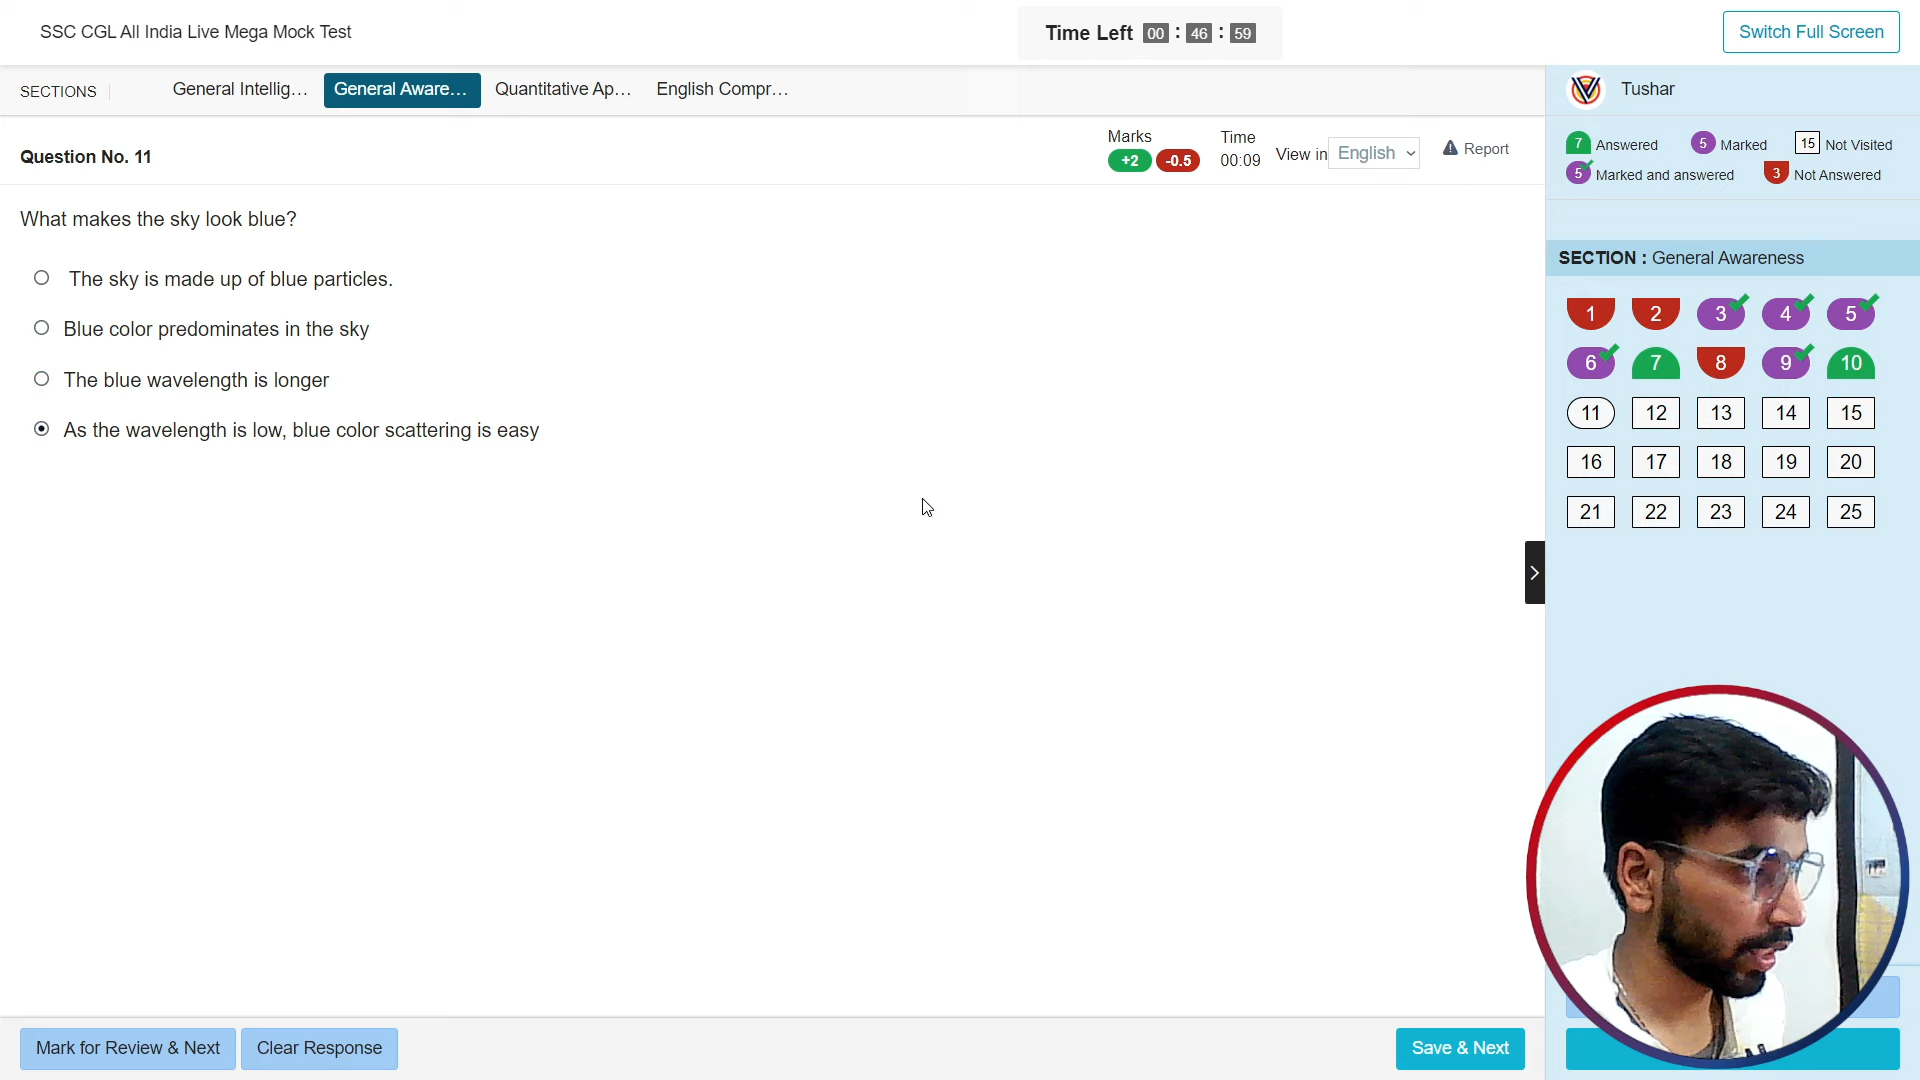 SSC CGL All India Live Mega Mock Test
Time Left 00 : 46 : 59
Switch Full Screen
SECTIONS
General Intellig...
General Aware...
Quantitative Ap...
English Compr...
Tushar
Question No. 11
Marks
+2 -0.5
Time
00:09
View in English
Report
7 Answered
5 Marked
15 Not Visited
5 Marked and answered
3 Not Answered
What makes the sky look blue?
The sky is made up of blue particles.
Blue color predominates in the sky
The blue wavelength is longer
As the wavelength is low, blue color scattering is easy
SECTION : General Awareness
1 2 3 4 5
6 7 8 9 10
11 12 13 14 15
16 17 18 19 20
21 22 23 24 25
Mark for Review & Next
Clear Response
Save & Next